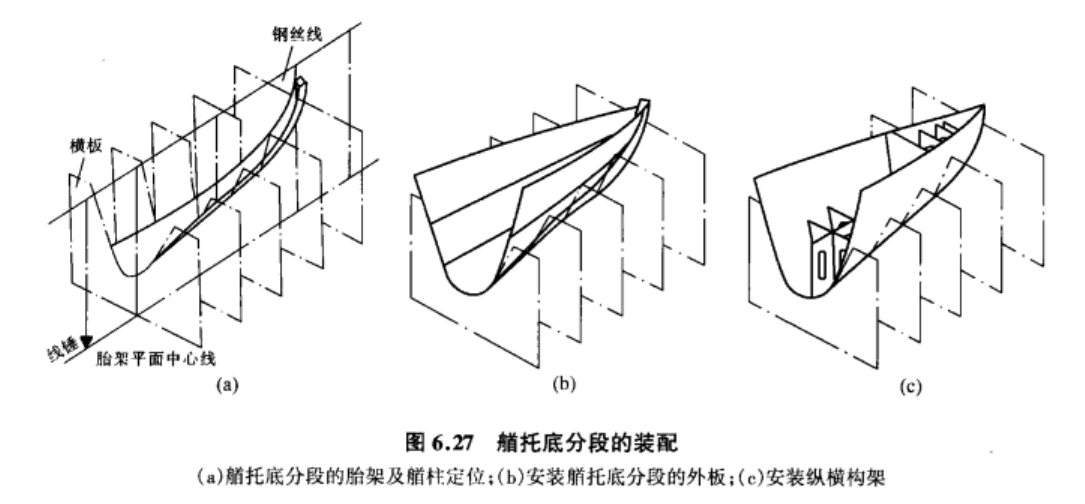 钢丝线
横板
线锤
胎架平面中心线
(a)
(b)
(c)
图 6.27 艏托底分段的装配
(a)艏托底分段的胎架及艏柱定位;(b)安装艏托底分段的外板;(c)安装纵横构架